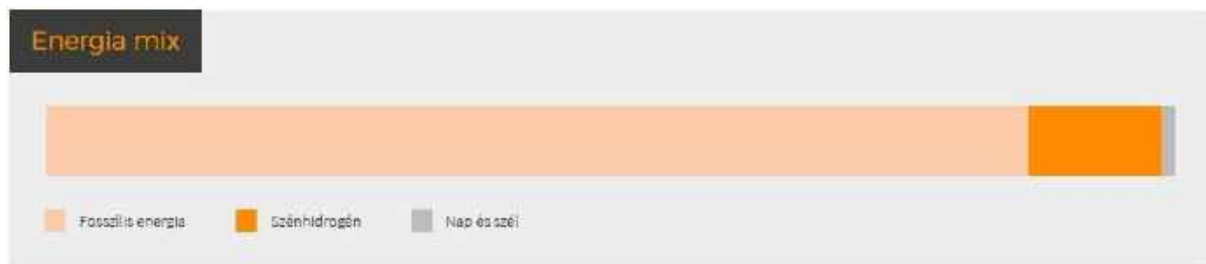 Energia mix
Fosszilis energia
Szénhidrogén
Nap és szél